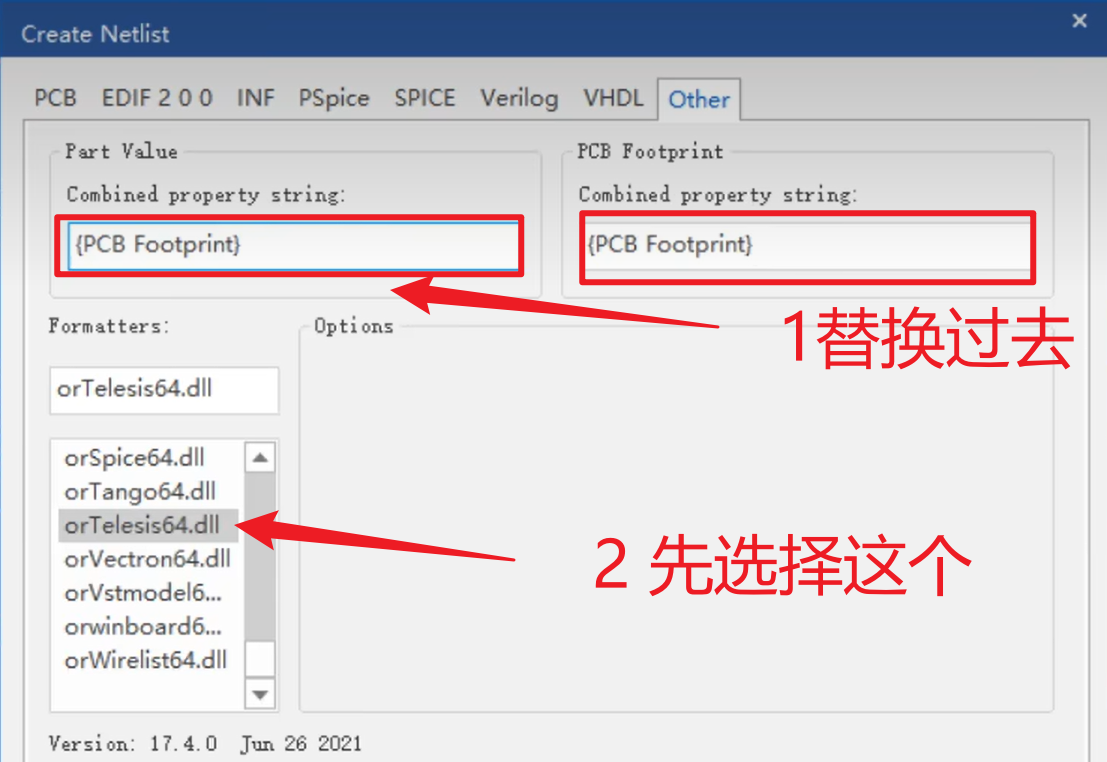 Create Netlist
PCB EDIF 2 0 0 INF PSpice SPICE Verilog VHDL Other
Part Value
PCB Footprint
Combined property string:
Combined property string:
{PCB Footprint}
{PCB Footprint}
1替换过去
Formatters:
Options
orTelesis64.dll
orSpice64.dll
orTango64.dll
orTelesis64.dll
orVectron64.dll
orVstmodel6...
orwinboard6...
orWirelist64.dll
2 先选择这个
Version: 17.4.0 Jun 26 2021